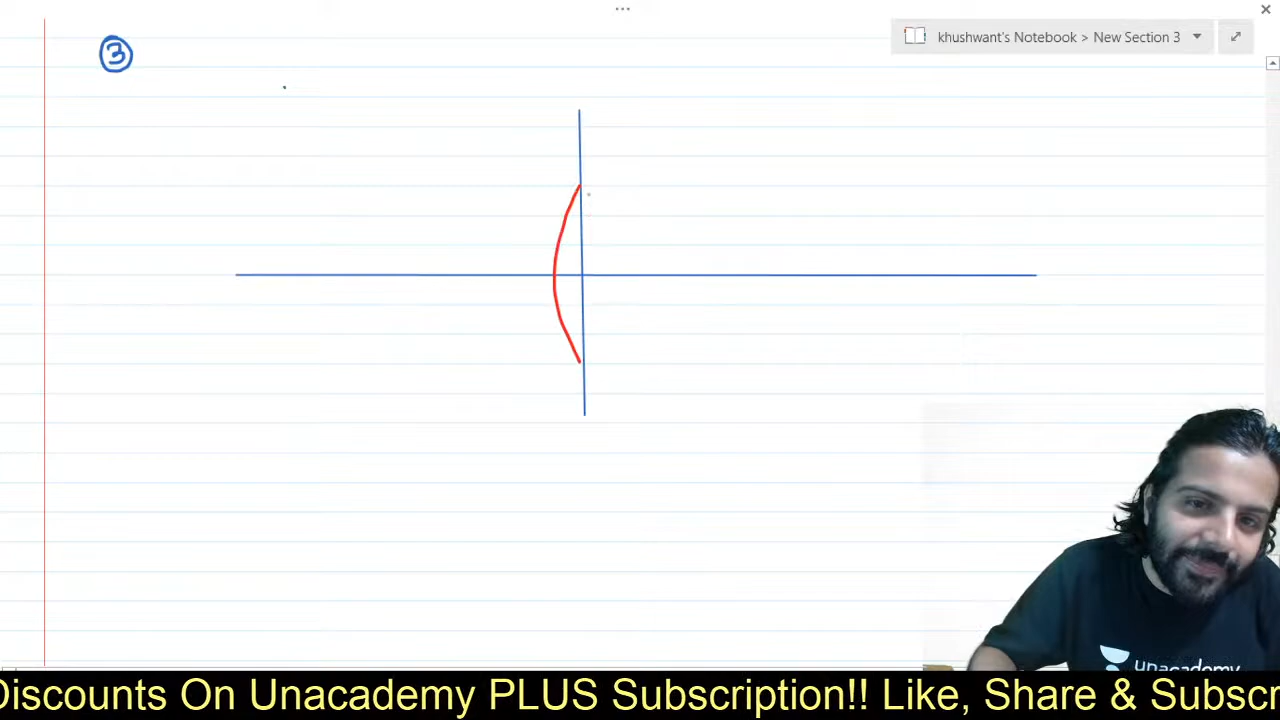 khushwant's Notebook > New Section 3
③
unacademy
Discounts On Unacademy PLUS Subscription!! Like, Share & Subscr